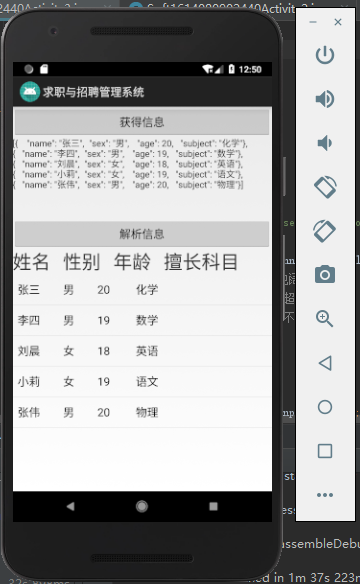 12:50
求职与招聘管理系统
获得信息
[{ "name": "张三", "sex": "男", "age": 20, "subject": "化学"},
{ "name": "李四", "sex": "男", "age": 19, "subject": "数学"},
{ "name": "刘晨", "sex": "女", "age": 18, "subject": "英语"},
{ "name": "小莉", "sex": "女", "age": 19, "subject": "语文"},
{ "name": "张伟", "sex": "男", "age": 20, "subject": "物理"}]
解析信息
姓名 性别 年龄 擅长科目
张三 男 20 化学
李四 男 19 数学
刘晨 女 18 英语
小莉 女 19 语文
张伟 男 20 物理
assembleDebu
in 1m 37s 223m